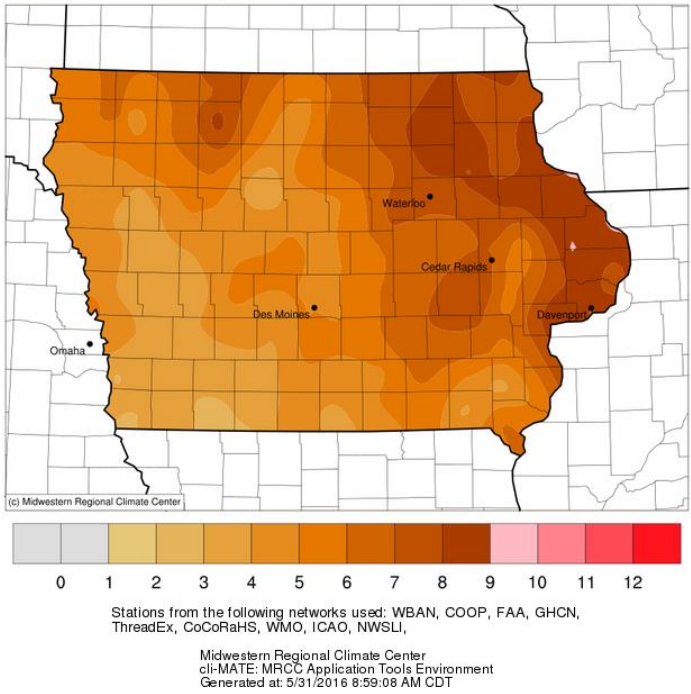 Waterloo
Cedar Rapids
Des Moines
Davenport
Omaha
(c) Midwestern Regional Climate Center
0 1 2 3 4 5 6 7 8 9 10 11 12
Stations from the following networks used: WBAN, COOP, FAA, GHCN,
ThreadEx, CoCoRaHS, WMO, ICAO, NWSLI,
Midwestern Regional Climate Center
cli-MATE: MRCC Application Tools Environment
Generated at: 5/31/2016 8:59:08 AM CDT